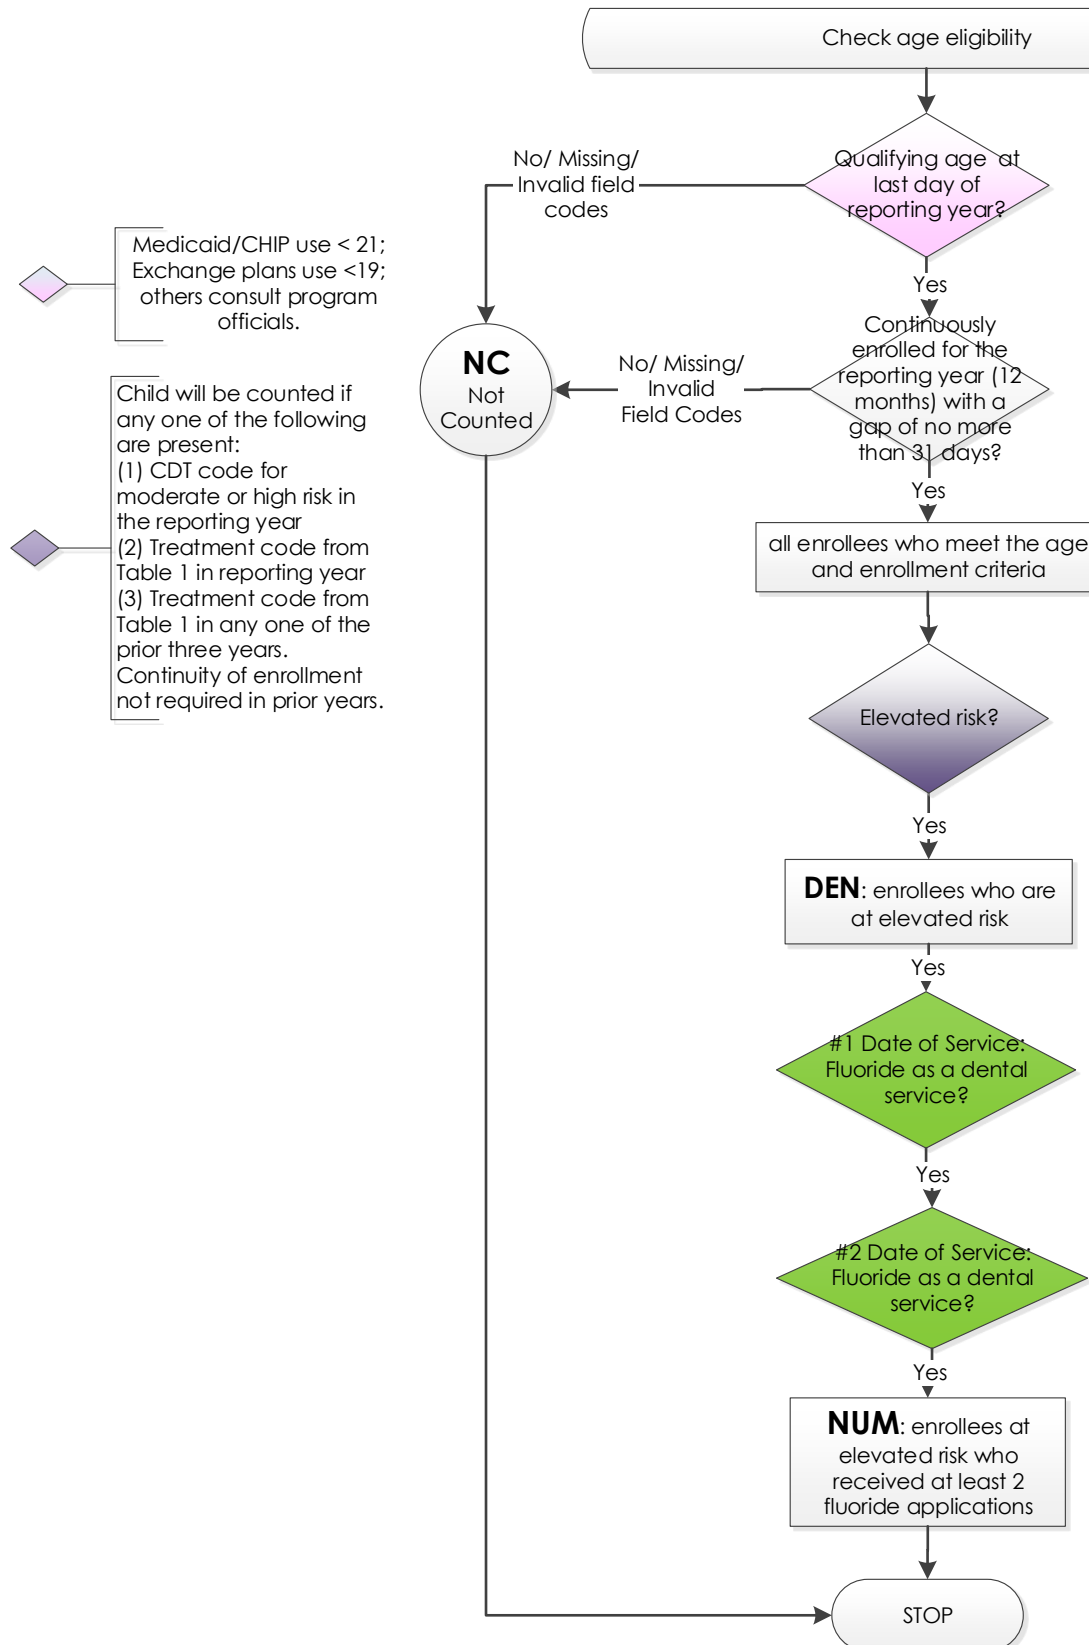 Check age eligibility
Qualifying age at
last day of
reporting year?
No/ Missing/
Invalid field
codes
Yes
Medicaid/CHIP use < 21;
Exchange plans use <19;
others consult program
officials.
Continuously
enrolled for the
reporting year (12
months) with a
gap of no more
than 31 days?
No/ Missing/
Invalid
Field Codes
NC
Not
Counted
Yes
Child will be counted if
any one of the following
are present:
(1) CDT code for
moderate or high risk in
the reporting year
(2) Treatment code from
Table 1 in reporting year
(3) Treatment code from
Table 1 in any one of the
prior three years.
Continuity of enrollment
not required in prior years.
all enrollees who meet the age
and enrollment criteria
Elevated risk?
Yes
DEN: enrollees who are
at elevated risk
Yes
#1 Date of Service:
Fluoride as a dental
service?
Yes
#2 Date of Service:
Fluoride as a dental
service?
Yes
NUM: enrollees at
elevated risk who
received at least 2
fluoride applications
STOP